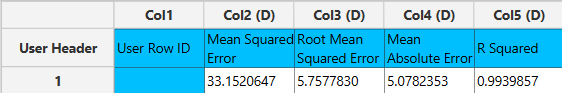 Col1 Col2 (D) Col3 (D) Col4 (D) Col5 (D)
User Header User Row ID Mean Squared Error Root Mean Squared Error Mean Absolute Error R Squared
1 33.1520647 5.7577830 5.0782353 0.9939857